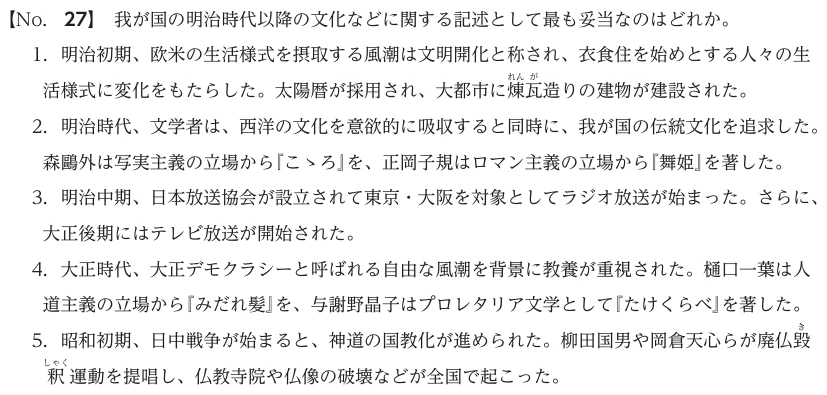 【No. 27】 我が国の明治時代以降の文化などに関する記述として最も妥当なのはどれか。
1．明治初期、欧米の生活様式を摂取する風潮は文明開化と称され、衣食住を始めとする人々の生
活様式に変化をもたらした。太陽暦が採用され、大都市に煉瓦造りの建物が建設された。
2．明治時代、文学者は、西洋の文化を意欲的に吸収すると同時に、我が国の伝統文化を追求した。
森鷗外は写実主義の立場から『こゝろ』を、正岡子規はロマン主義の立場から『舞姫』を著した。
3．明治中期、日本放送協会が設立されて東京・大阪を対象としてラジオ放送が始まった。さらに、
大正後期にはテレビ放送が開始された。
4．大正時代、大正デモクラシーと呼ばれる自由な風潮を背景に教養が重視された。樋口一葉は人
道主義の立場から『みだれ髪』を、与謝野晶子はプロレタリア文学として『たけくらべ』を著した。
5．昭和初期、日中戦争が始まると、神道の国教化が進められた。柳田国男や岡倉天心らが廃仏毀
釈運動を提唱し、仏教寺院や仏像の破壊などが全国で起こった。